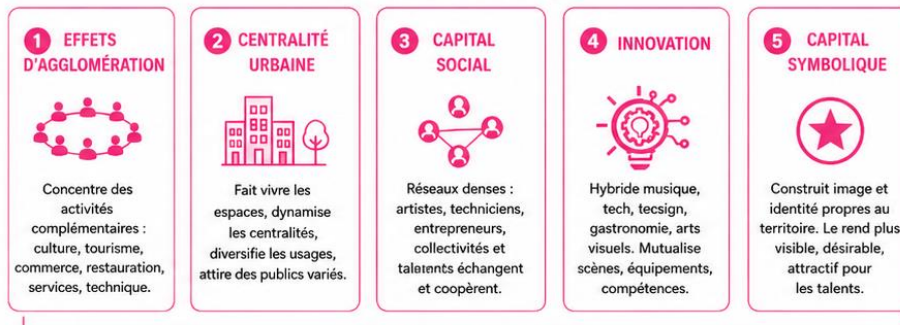 1 EFFETS
D'AGGLOMÉRATION
Concentre des
activités
complémentaires :
culture, tourisme,
commerce, restauration,
services, technique.
2 CENTRALITÉ
URBAINE
Fait vivre les
espaces, dynamise
les centralités,
diversifie les usages,
attire des publics variés.
3 CAPITAL
SOCIAL
Réseaux denses :
artistes, techniciens,
entrepreneurs,
collectivités et
talements échangent
et coopèrent.
4 INNOVATION
Hybride musique,
tech, tecsign,
gastronomie, arts
visuels. Mutualise
scènes, équipements,
compétences.
5 CAPITAL
SYMBOLIQUE
Construit image et
identité propres au
territoire. Le rend plus
visible, désirable,
attractif pour
les talents.